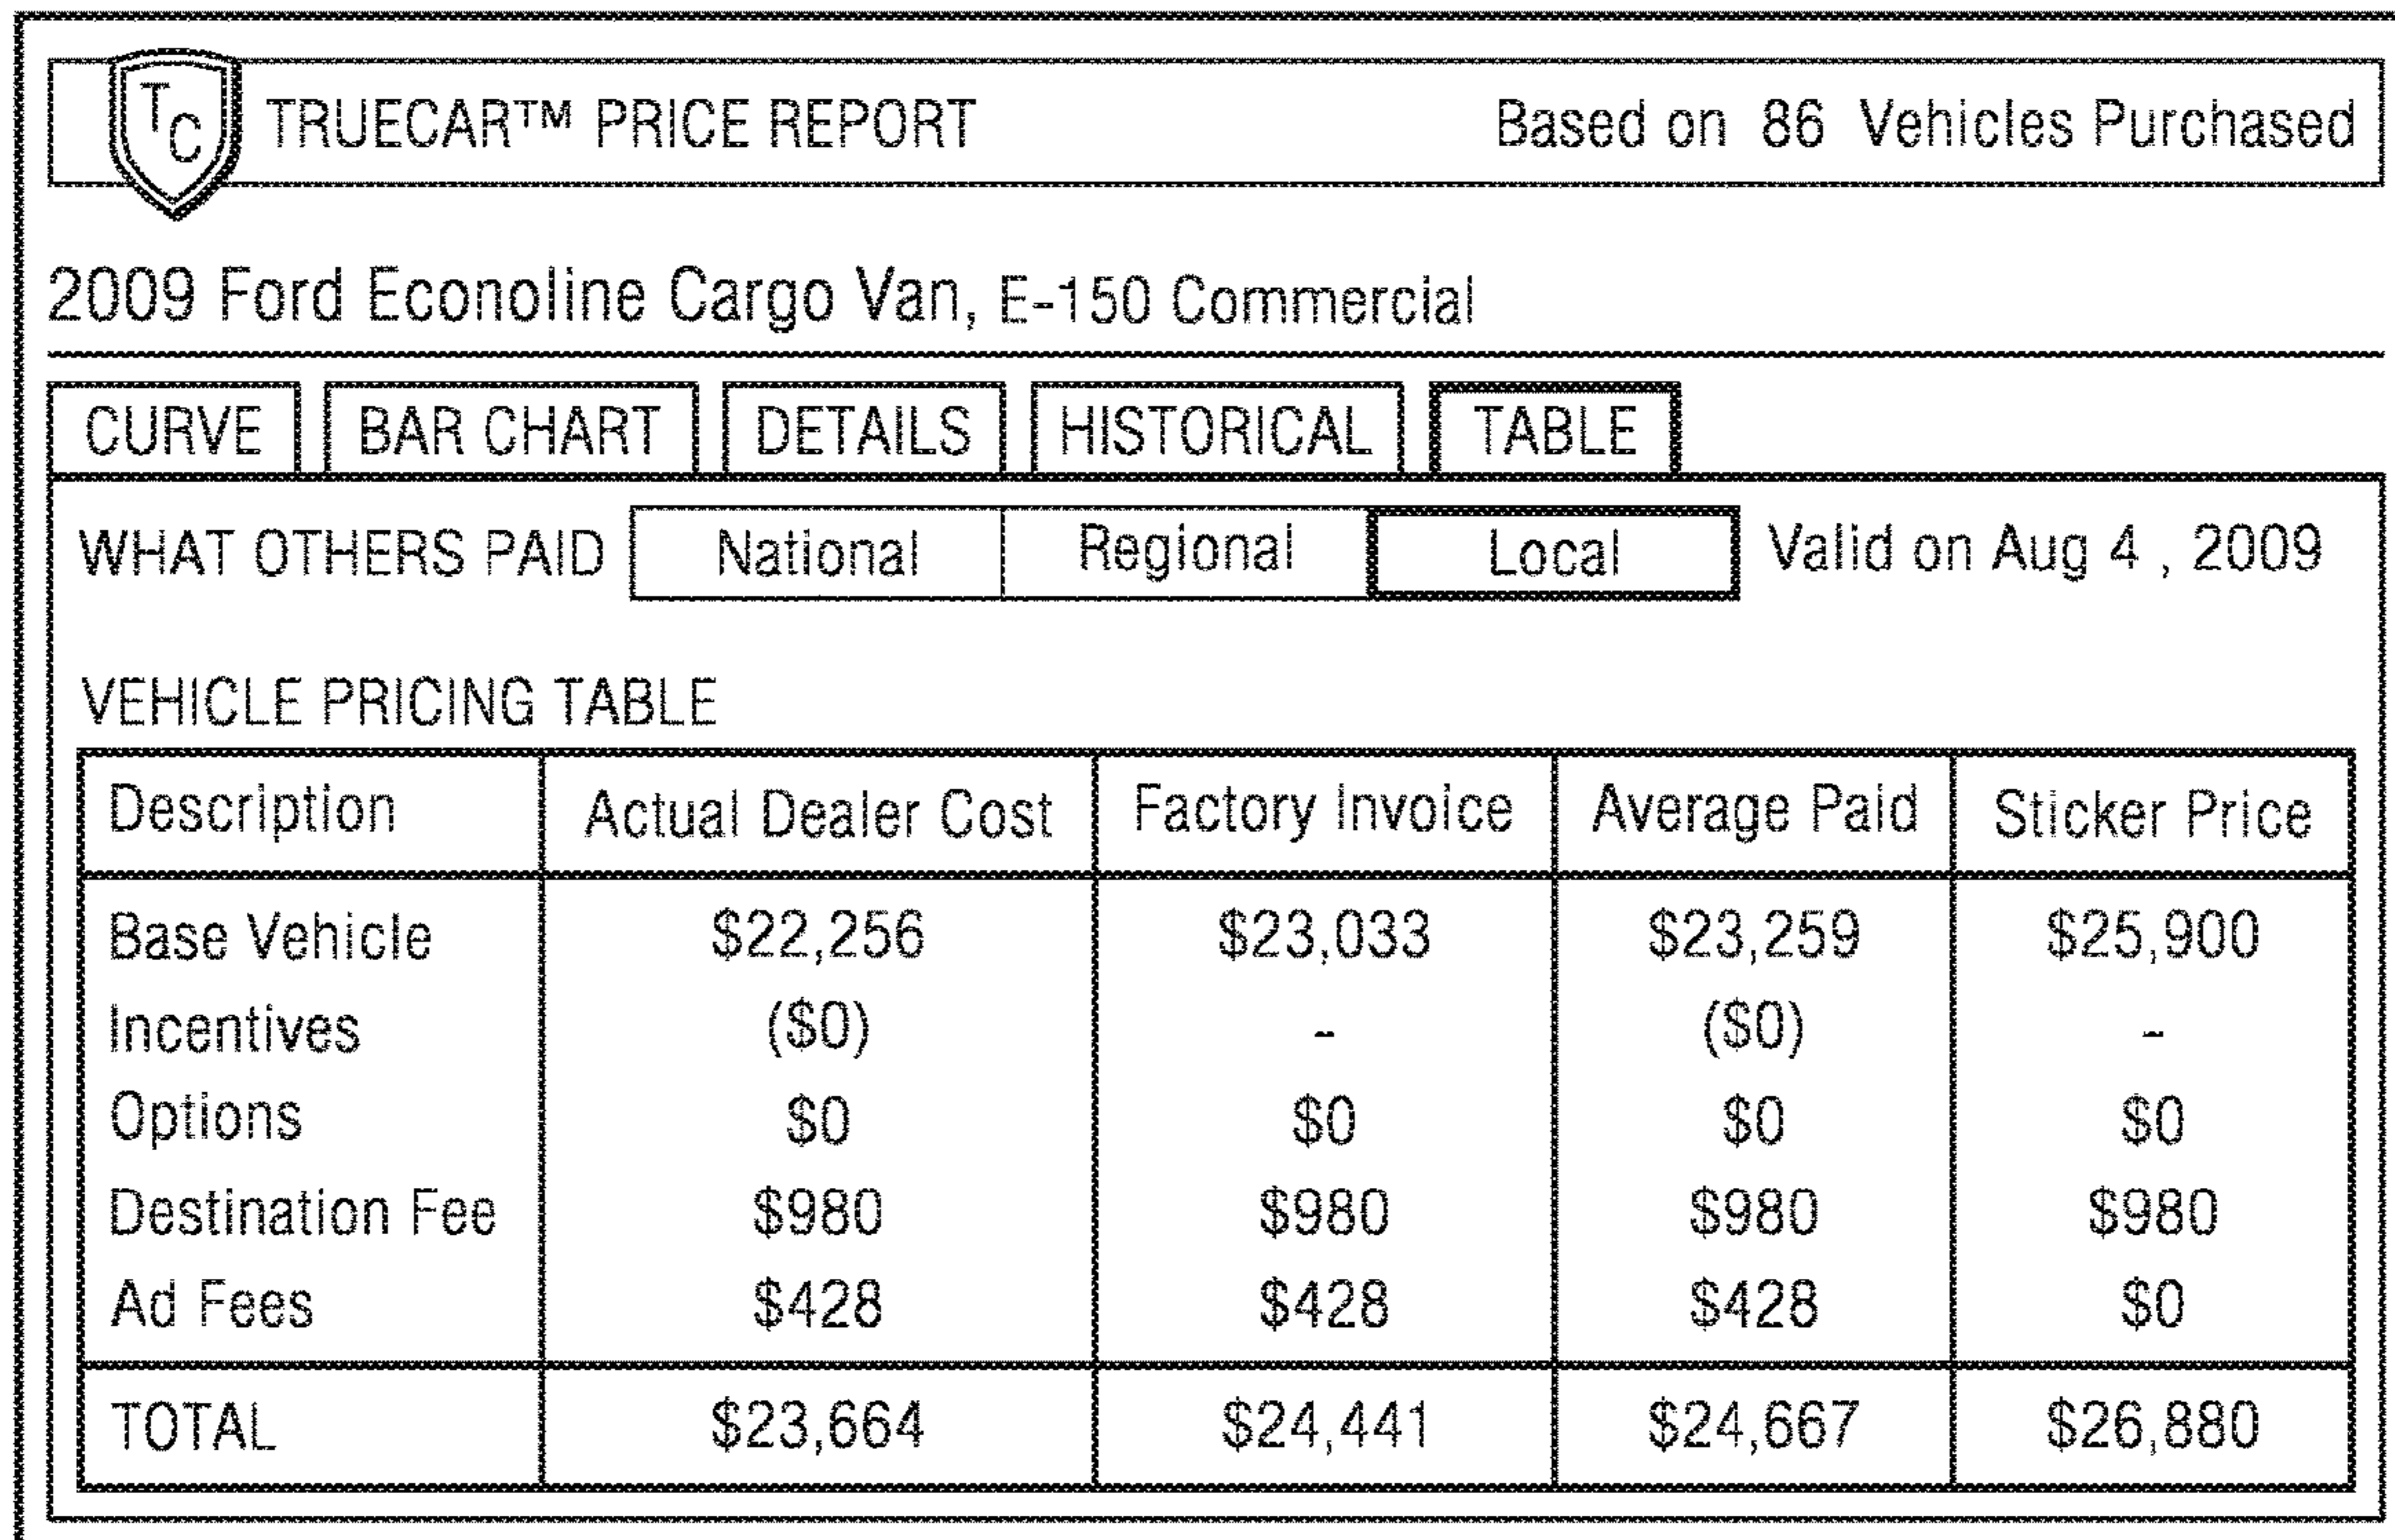 TC TRUECAR™ PRICE REPORT Based on 86 Vehicles Purchased
2009 Ford Econoline Cargo Van, E-150 Commercial
CURVE BAR CHART DETAILS HISTORICAL TABLE
WHAT OTHERS PAID National Regional Local Valid on Aug 4 , 2009
VEHICLE PRICING TABLE
Description Actual Dealer Cost Factory Invoice Average Paid Sticker Price
Base Vehicle $22,256 $23,033 $23,259 $25,900
Incentives ($0) - ($0) -
Options $0 $0 $0 $0
Destination Fee $980 $980 $980 $980
Ad Fees $428 $428 $428 $0
TOTAL $23,664 $24,441 $24,667 $26,880